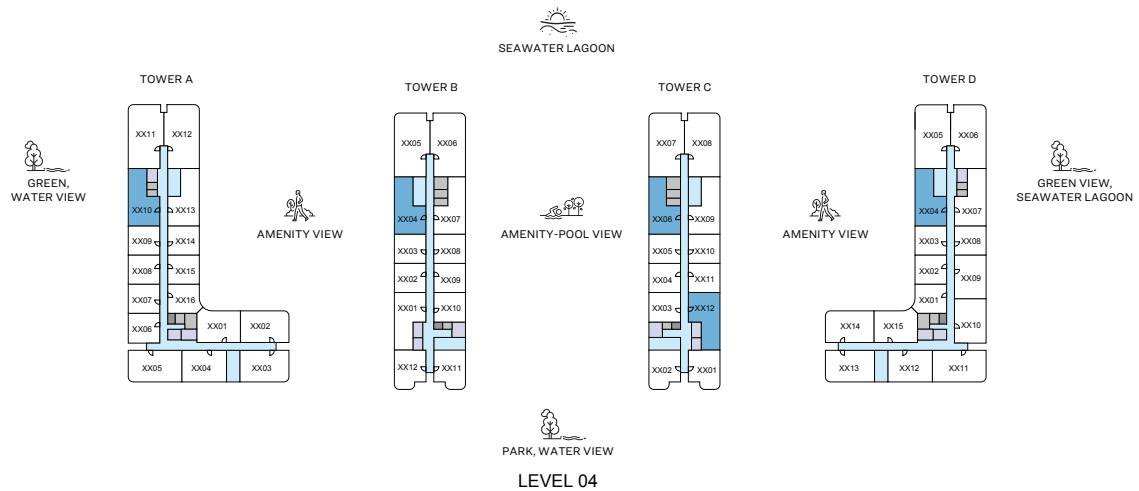 SEAWATER LAGOON
TOWER A
TOWER B
TOWER C
TOWER D
XX11
XX12
XX10
XX13
XX09
XX14
XX08
XX15
XX07
XX16
XX06
XX01
XX02
XX05
XX04
XX03
XX05
XX06
XX04
XX07
XX03
XX08
XX02
XX09
XX01
XX10
XX12
XX11
XX07
XX08
XX06
XX09
XX05
XX10
XX04
XX11
XX03
XX12
XX02
XX01
XX05
XX06
XX04
XX07
XX03
XX08
XX02
XX09
XX01
XX10
XX14
XX15
XX13
XX12
XX11
GREEN,
WATER VIEW
AMENITY VIEW
AMENITY-POOL VIEW
AMENITY VIEW
GREEN VIEW,
SEAWATER LAGOON
PARK, WATER VIEW
LEVEL 04